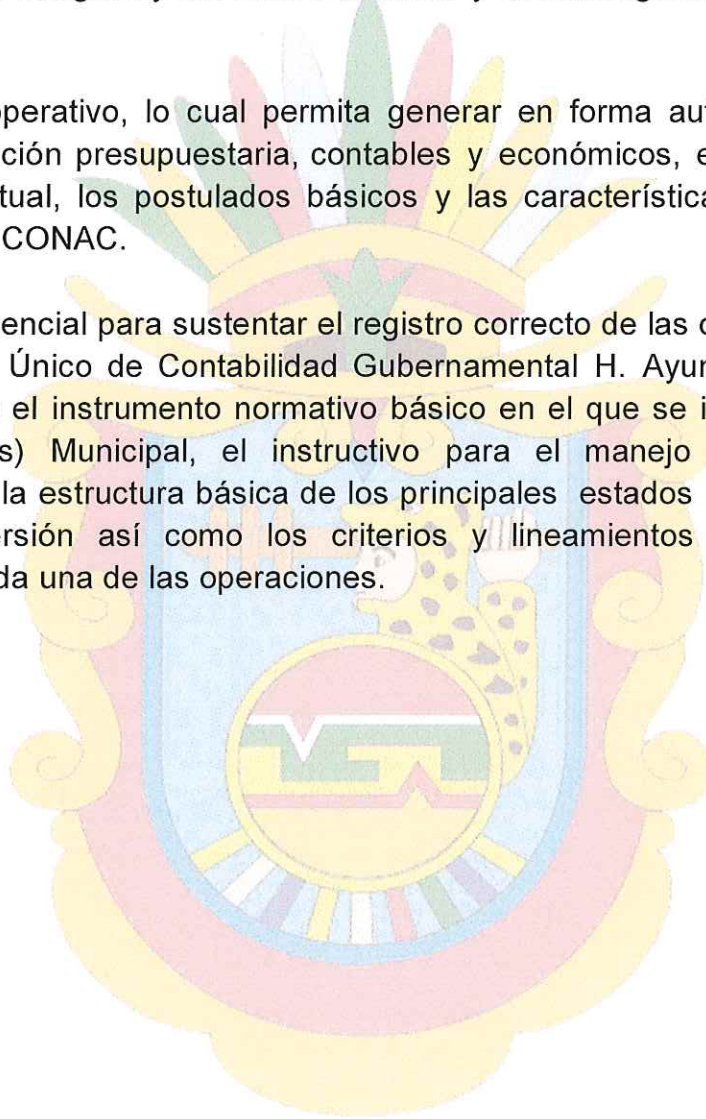 operativo, lo cual permita generar en forma au
ción presupuestaria, contables y económicos, e
tual, los postulados básicos y las característica
CONAC.
encial para sustentar el registro correcto de las
Único de Contabilidad Gubernamental H. Ayu
el instrumento normativo básico en el que se i
s) Municipal, el instructivo para el manejo
la estructura básica de los principales estados
ersión así como los criterios y lineamientos
da una de las operaciones.